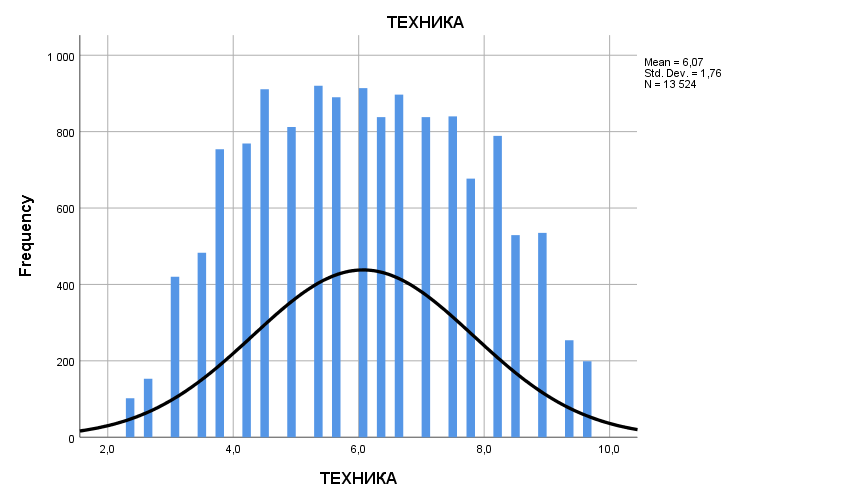 ТЕХНИКА
1 000
800
600
400
200
0
Frequency
2,0 4,0 6,0 8,0 10,0
ТЕХНИКА
Mean = 6,07
Std. Dev. = 1,76
N = 13 524